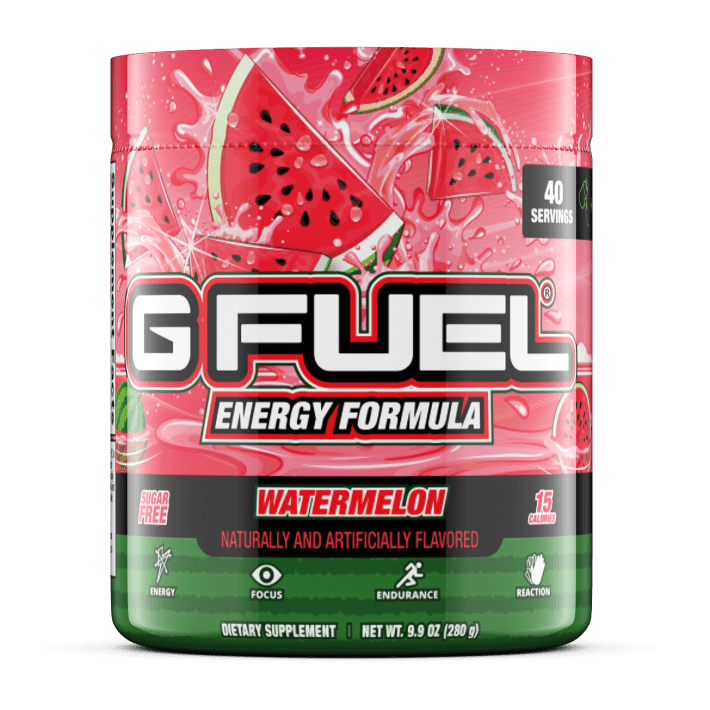 40
SERVINGS
G FUEL®
ENERGY FORMULA
SUGAR
FREE
WATERMELON
15
CALORIES
NATURALLY AND ARTIFICIALLY FLAVORED
ENERGY
FOCUS
ENDURANCE
REACTION
DIETARY SUPPLEMENT | NET WT. 9.9 OZ (280 g)